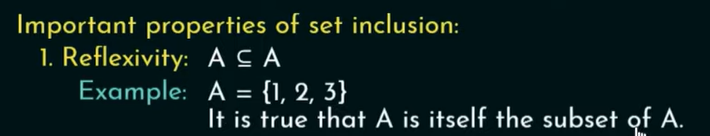 Important properties of set inclusion:
1. Reflexivity: A ⊆ A
Example: A = {1, 2, 3}
It is true that A is itself the subset of A.